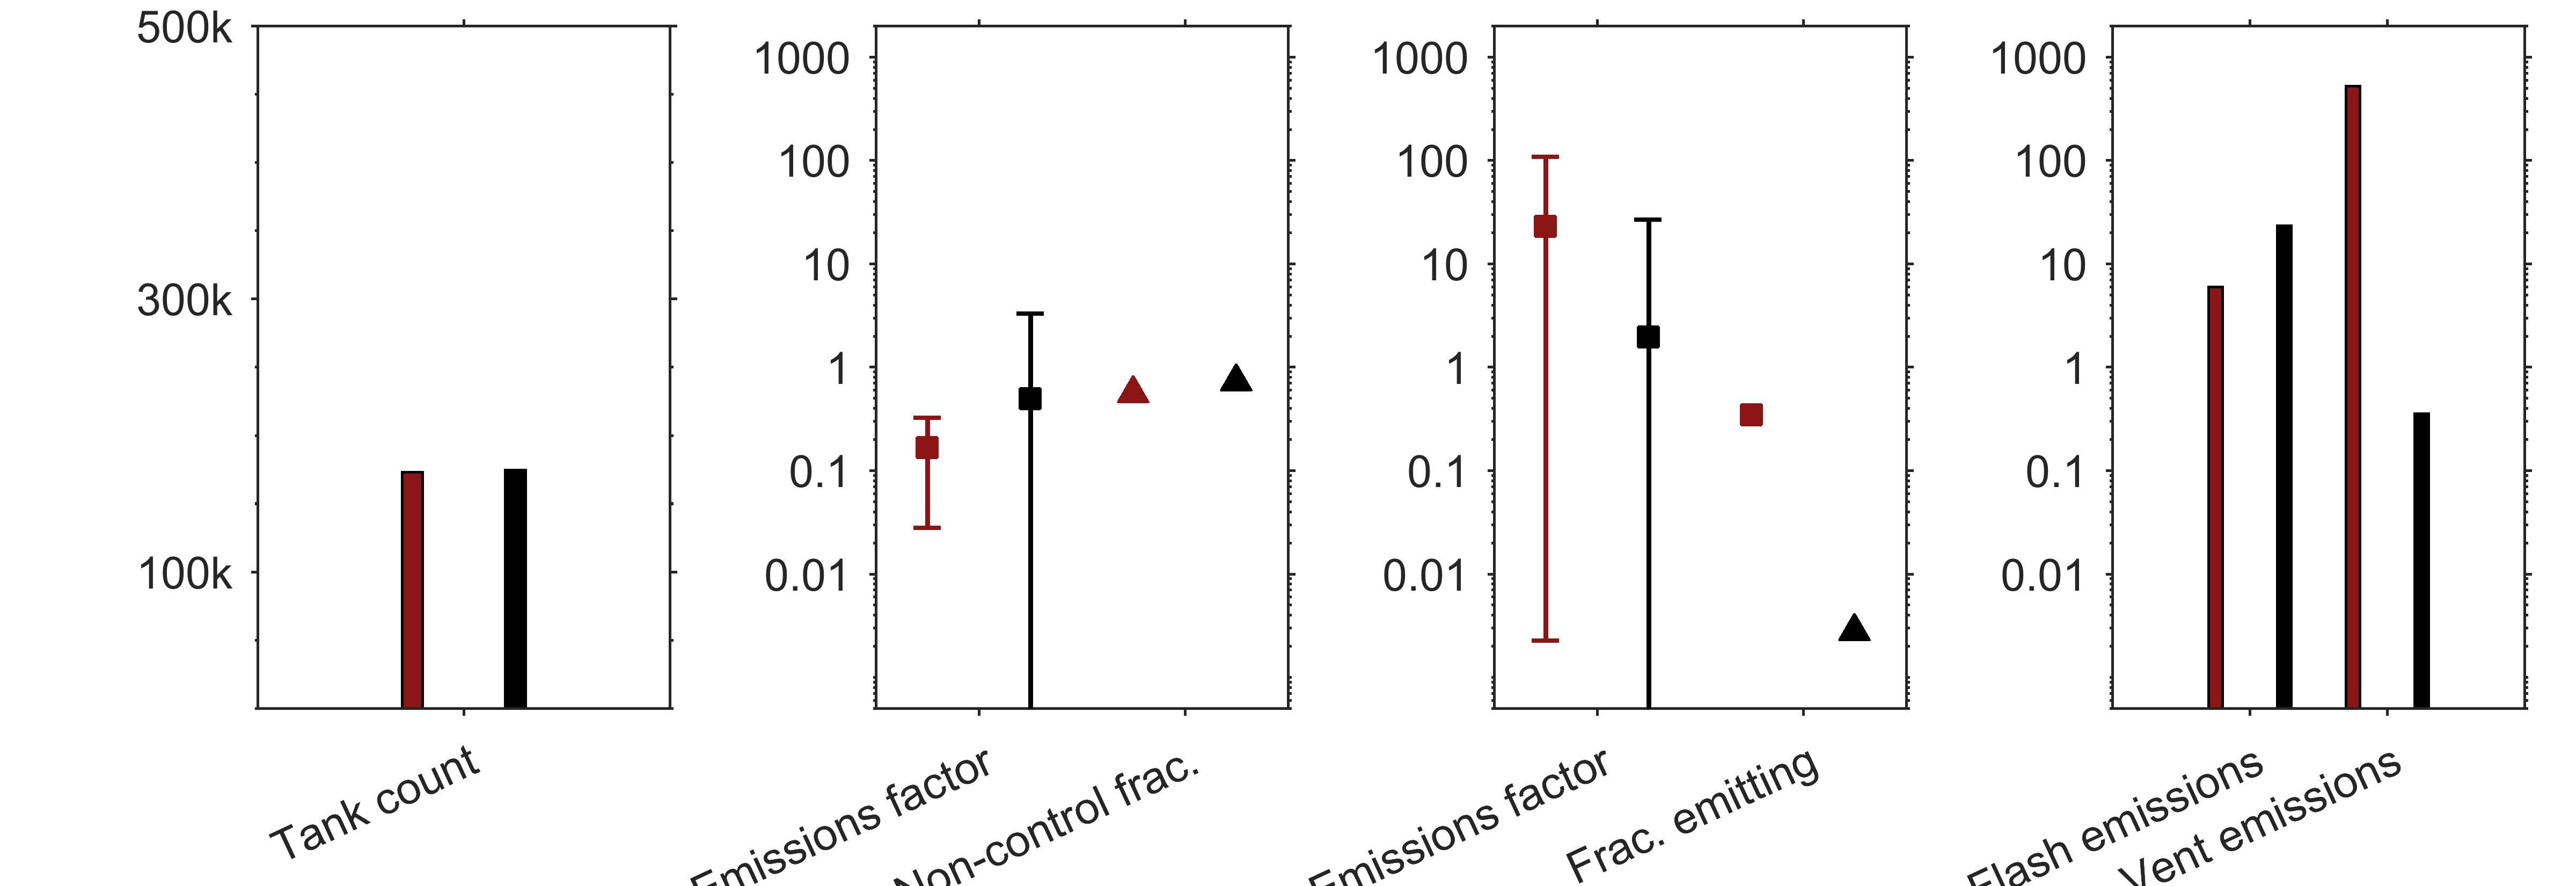 500k
300k
100k
Tank count
1000
100
10
1
0.1
0.01
Emissions factor
Non-control frac.
1000
100
10
1
0.1
0.01
Emissions factor
Frac. emitting
1000
100
10
1
0.1
0.01
Flash emissions
Vent emissions